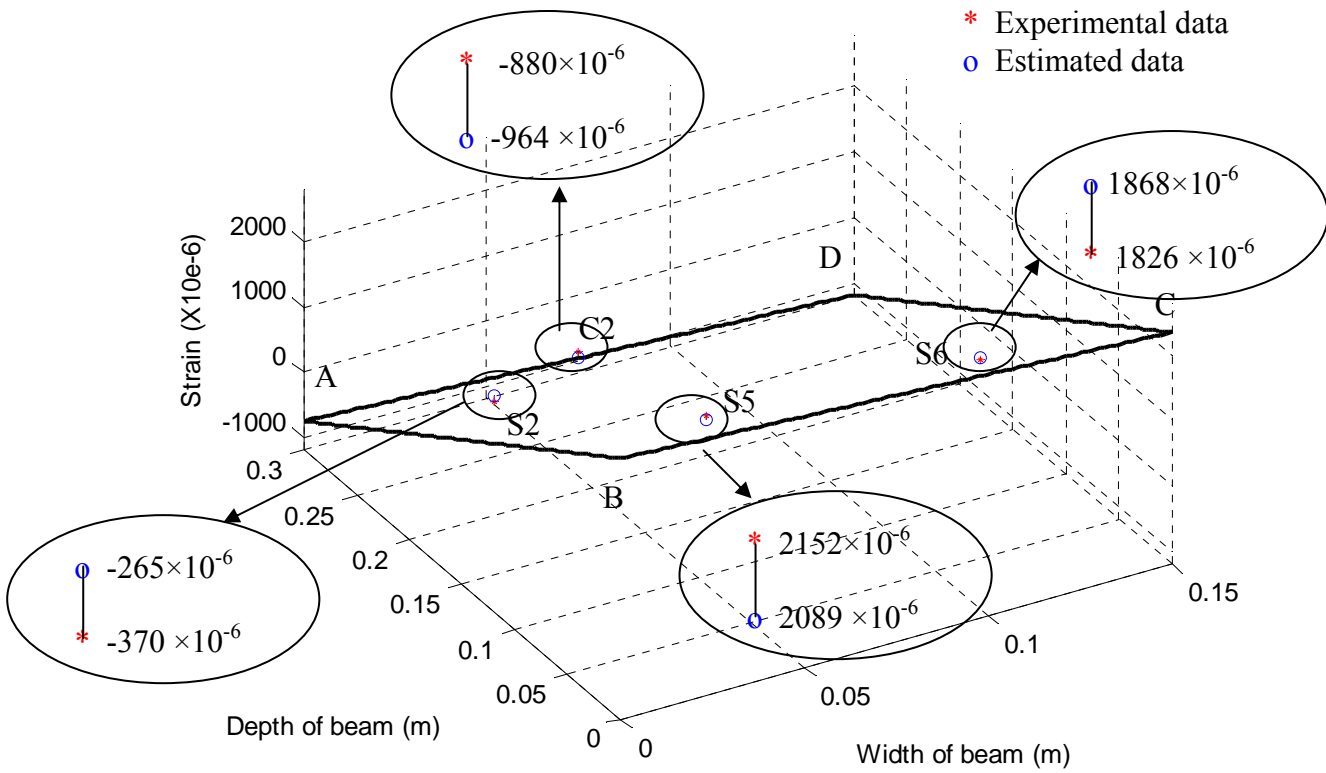 * Experimental data
o Estimated data
-880×10⁻⁶
-964 ×10⁻⁶
1868×10⁻⁶
1826 ×10⁻⁶
2000
1000
0
-1000
Strain (X10e-6)
A
B
C
D
C2
S2
S5
S6
-265×10⁻⁶
-370 ×10⁻⁶
2152×10⁻⁶
2089 ×10⁻⁶
0.3
0.25
0.2
0.15
0.1
0.05
0
Depth of beam (m)
0
0.05
0.1
0.15
Width of beam (m)